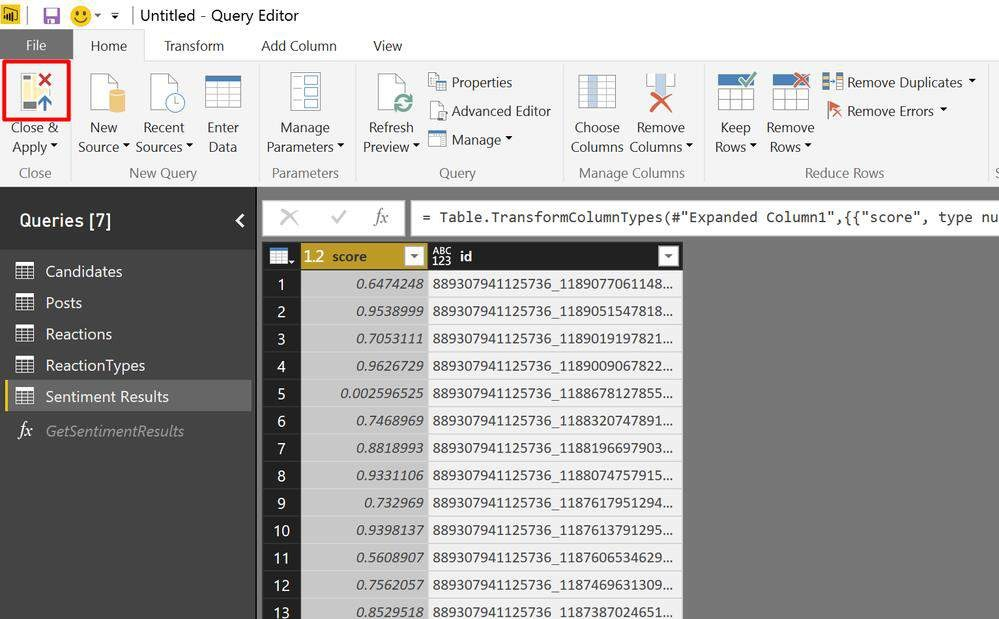 Untitled - Query Editor
File Home Transform Add Column View
Close & Apply
New Source
Recent Sources
Enter Data
Manage Parameters
Refresh Preview
Properties
Advanced Editor
Manage
Choose Columns
Remove Columns
Keep Rows
Remove Rows
Remove Duplicates
Remove Errors
Close New Query Parameters Query Manage Columns Reduce Rows
Queries [7]
Candidates
Posts
Reactions
ReactionTypes
Sentiment Results
fx GetSentimentResults
fx = Table.TransformColumnTypes(#"Expanded Column1",{{"score", type nu
1.2 score ABC 123 id
1 0.6474248 889307941125736_1189077061148...
2 0.9538999 889307941125736_1189051547818...
3 0.7053111 889307941125736_1189019197821...
4 0.9626729 889307941125736_1189009067822...
5 0.002596525 889307941125736_1188678127855...
6 0.7468969 889307941125736_1188320747891...
7 0.8818993 889307941125736_1188196697903...
8 0.9331106 889307941125736_1188074757915...
9 0.732969 889307941125736_1187617951294...
10 0.9398137 889307941125736_1187613791295...
11 0.5608907 889307941125736_1187606534629...
12 0.7562057 889307941125736_1187469631309...
13 0.8529518 889307941125736_1187387024651...